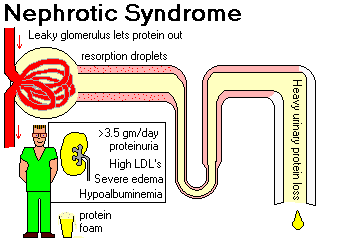 Nephrotic Syndrome
Leaky glomerulus lets protein out
resorption droplets
Heavy urinary protein loss
>3.5 gm/day
proteinuria
High LDL's
Severe edema
Hypoalbuminemia
protein
foam